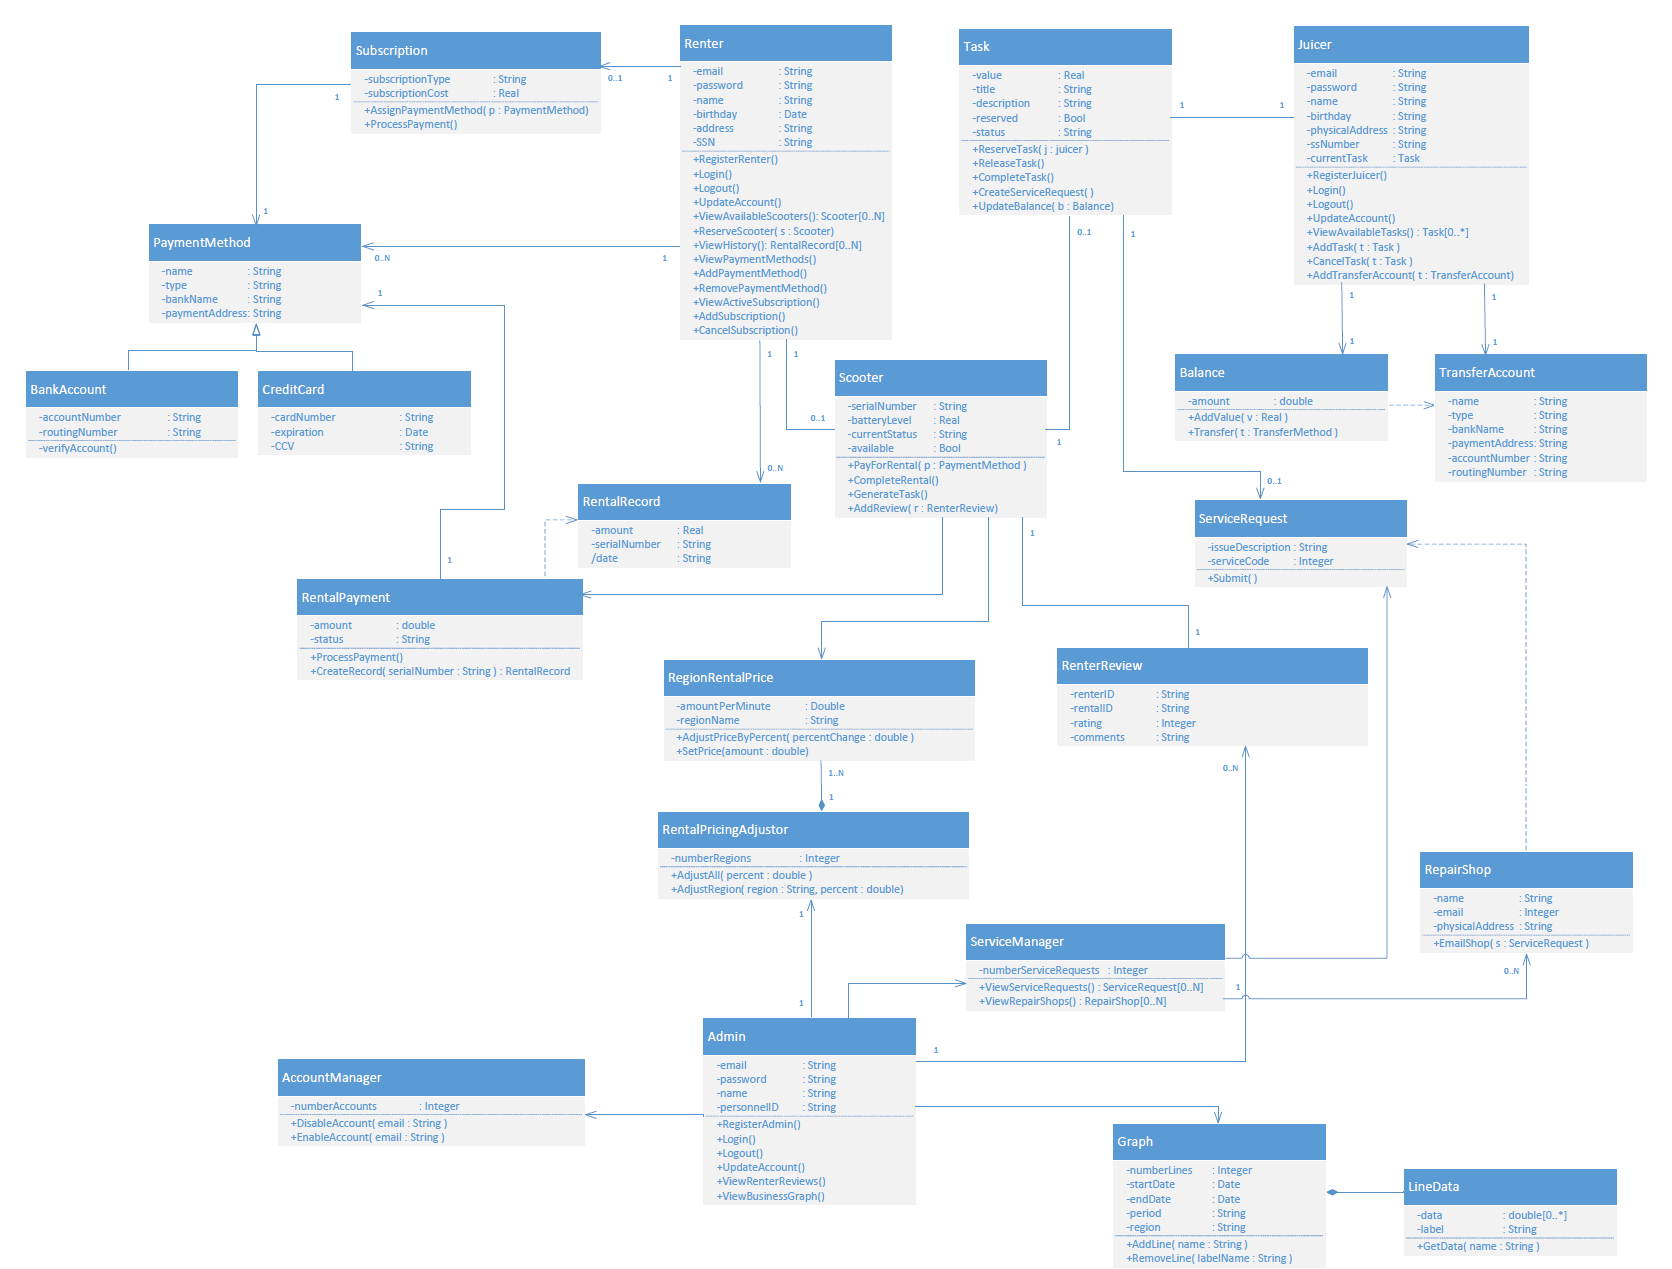 Subscription
-subscriptionType : String
-subscriptionCost : Real
+AssignPaymentMethod( p : PaymentMethod)
+ProcessPayment()
Renter
-email : String
-password : String
-name : String
-birthday : Date
-address : String
-SSN : String
+RegisterRenter()
+Login()
+Logout()
+UpdateAccount()
+ViewAvailableScooters(): Scooter[0..N]
+ReserveScooter( s : Scooter)
+ViewHistory(): RentalRecord[0..N]
+ViewPaymentMethods()
+AddPaymentMethod()
+RemovePaymentMethod()
+ViewActiveSubscription()
+AddSubscription()
+CancelSubscription()
Task
-value : Real
-title : String
-description : String
-reserved : Bool
-status : String
+ReserveTask( j : juicer )
+ReleaseTask()
+CompleteTask()
+CreateServiceRequest( )
+UpdateBalance( b : Balance)
Juicer
-email : String
-password : String
-name : String
-birthday : String
-physicalAddress : String
-ssNumber : String
-currentTask : Task
+RegisterJuicer()
+Login()
+Logout()
+UpdateAccount()
+ViewAvailableTasks() : Task[0..*]
+AddTask( t : Task )
+CancelTask( t : Task )
+AddTransferAccount( t : TransferAccount)
0..1
1
1
1
1
1
PaymentMethod
-name : String
-type : String
-bankName : String
-paymentAddress: String
0..N
1
1
0..1
1
1
1
1
1
BankAccount
-accountNumber : String
-routingNumber : String
+verifyAccount()
CreditCard
-cardNumber : String
-expiration : Date
-CCV : String
1
1
0..1
0..N
Scooter
-serialNumber : String
-batteryLevel : Real
-currentStatus : String
-available : Bool
+PayForRental( p : PaymentMethod )
+CompleteRental()
+GenerateTask()
+AddReview( r : RenterReview)
1
1
Balance
-amount : double
+AddValue( v : Real )
+Transfer( t : TransferMethod )
TransferAccount
-name : String
-type : String
-bankName : String
-paymentAddress: String
-accountNumber : String
-routingNumber : String
RentalRecord
-amount : Real
-serialNumber : String
/date : String
0..1
ServiceRequest
-issueDescription : String
-serviceCode : Integer
+Submit( )
1
RentalPayment
-amount : double
-status : String
+ProcessPayment()
+CreateRecord( serialNumber : String ) : RentalRecord
1
RegionRentalPrice
-amountPerMinute : Double
-regionName : String
+AdjustPriceByPercent( percentChange : double )
+SetPrice(amount : double)
RenterReview
-renterID : String
-rentalID : String
-rating : Integer
-comments : String
0..N
1..N
1
RentalPricingAdjustor
-numberRegions : Integer
+AdjustAll( percent : double )
+AdjustRegion( region : String, percent : double)
RepairShop
-name : String
-email : Integer
-physicalAddress : String
+EmailShop( s : ServiceRequest )
1
1
ServiceManager
-numberServiceRequests : Integer
+ViewServiceRequests() : ServiceRequest[0..N]
+ViewRepairShops() : RepairShop[0..N]
1
0..N
Admin
-email : String
-password : String
-name : String
-personnelID : String
+RegisterAdmin()
+Login()
+Logout()
+UpdateAccount()
+ViewRenterReviews()
+ViewBusinessGraph()
1
AccountManager
-numberAccounts : Integer
+DisableAccount( email : String )
+EnableAccount( email : String )
Graph
-numberLines : Integer
-startDate : Date
-endDate : Date
-period : String
-region : String
+AddLine( name : String )
+RemoveLine( labelName : String )
LineData
-data : double[0..*]
-label : String
+GetData( name : String )